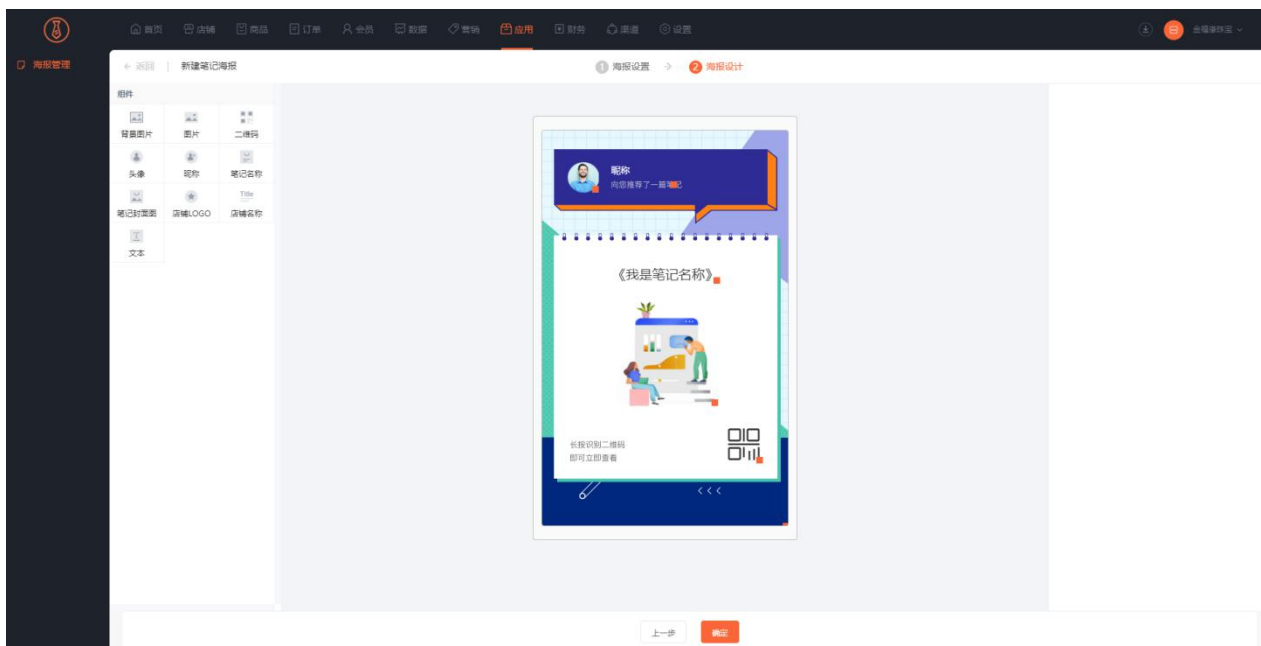 首页 店铺 商品 订单 会员 数据 营销 应用 财务 渠道 设置
海报管理
返回 新建笔记海报 1 海报设置 2 海报设计
组件
背景图片 图片 二维码
头像 昵称 笔记名称
笔记封面图 店铺LOGO 店铺名称
Title
文本
昵称
向您推荐了一篇笔记
《我是笔记名称》
长按识别二维码
即可立即查看
上一步 确定